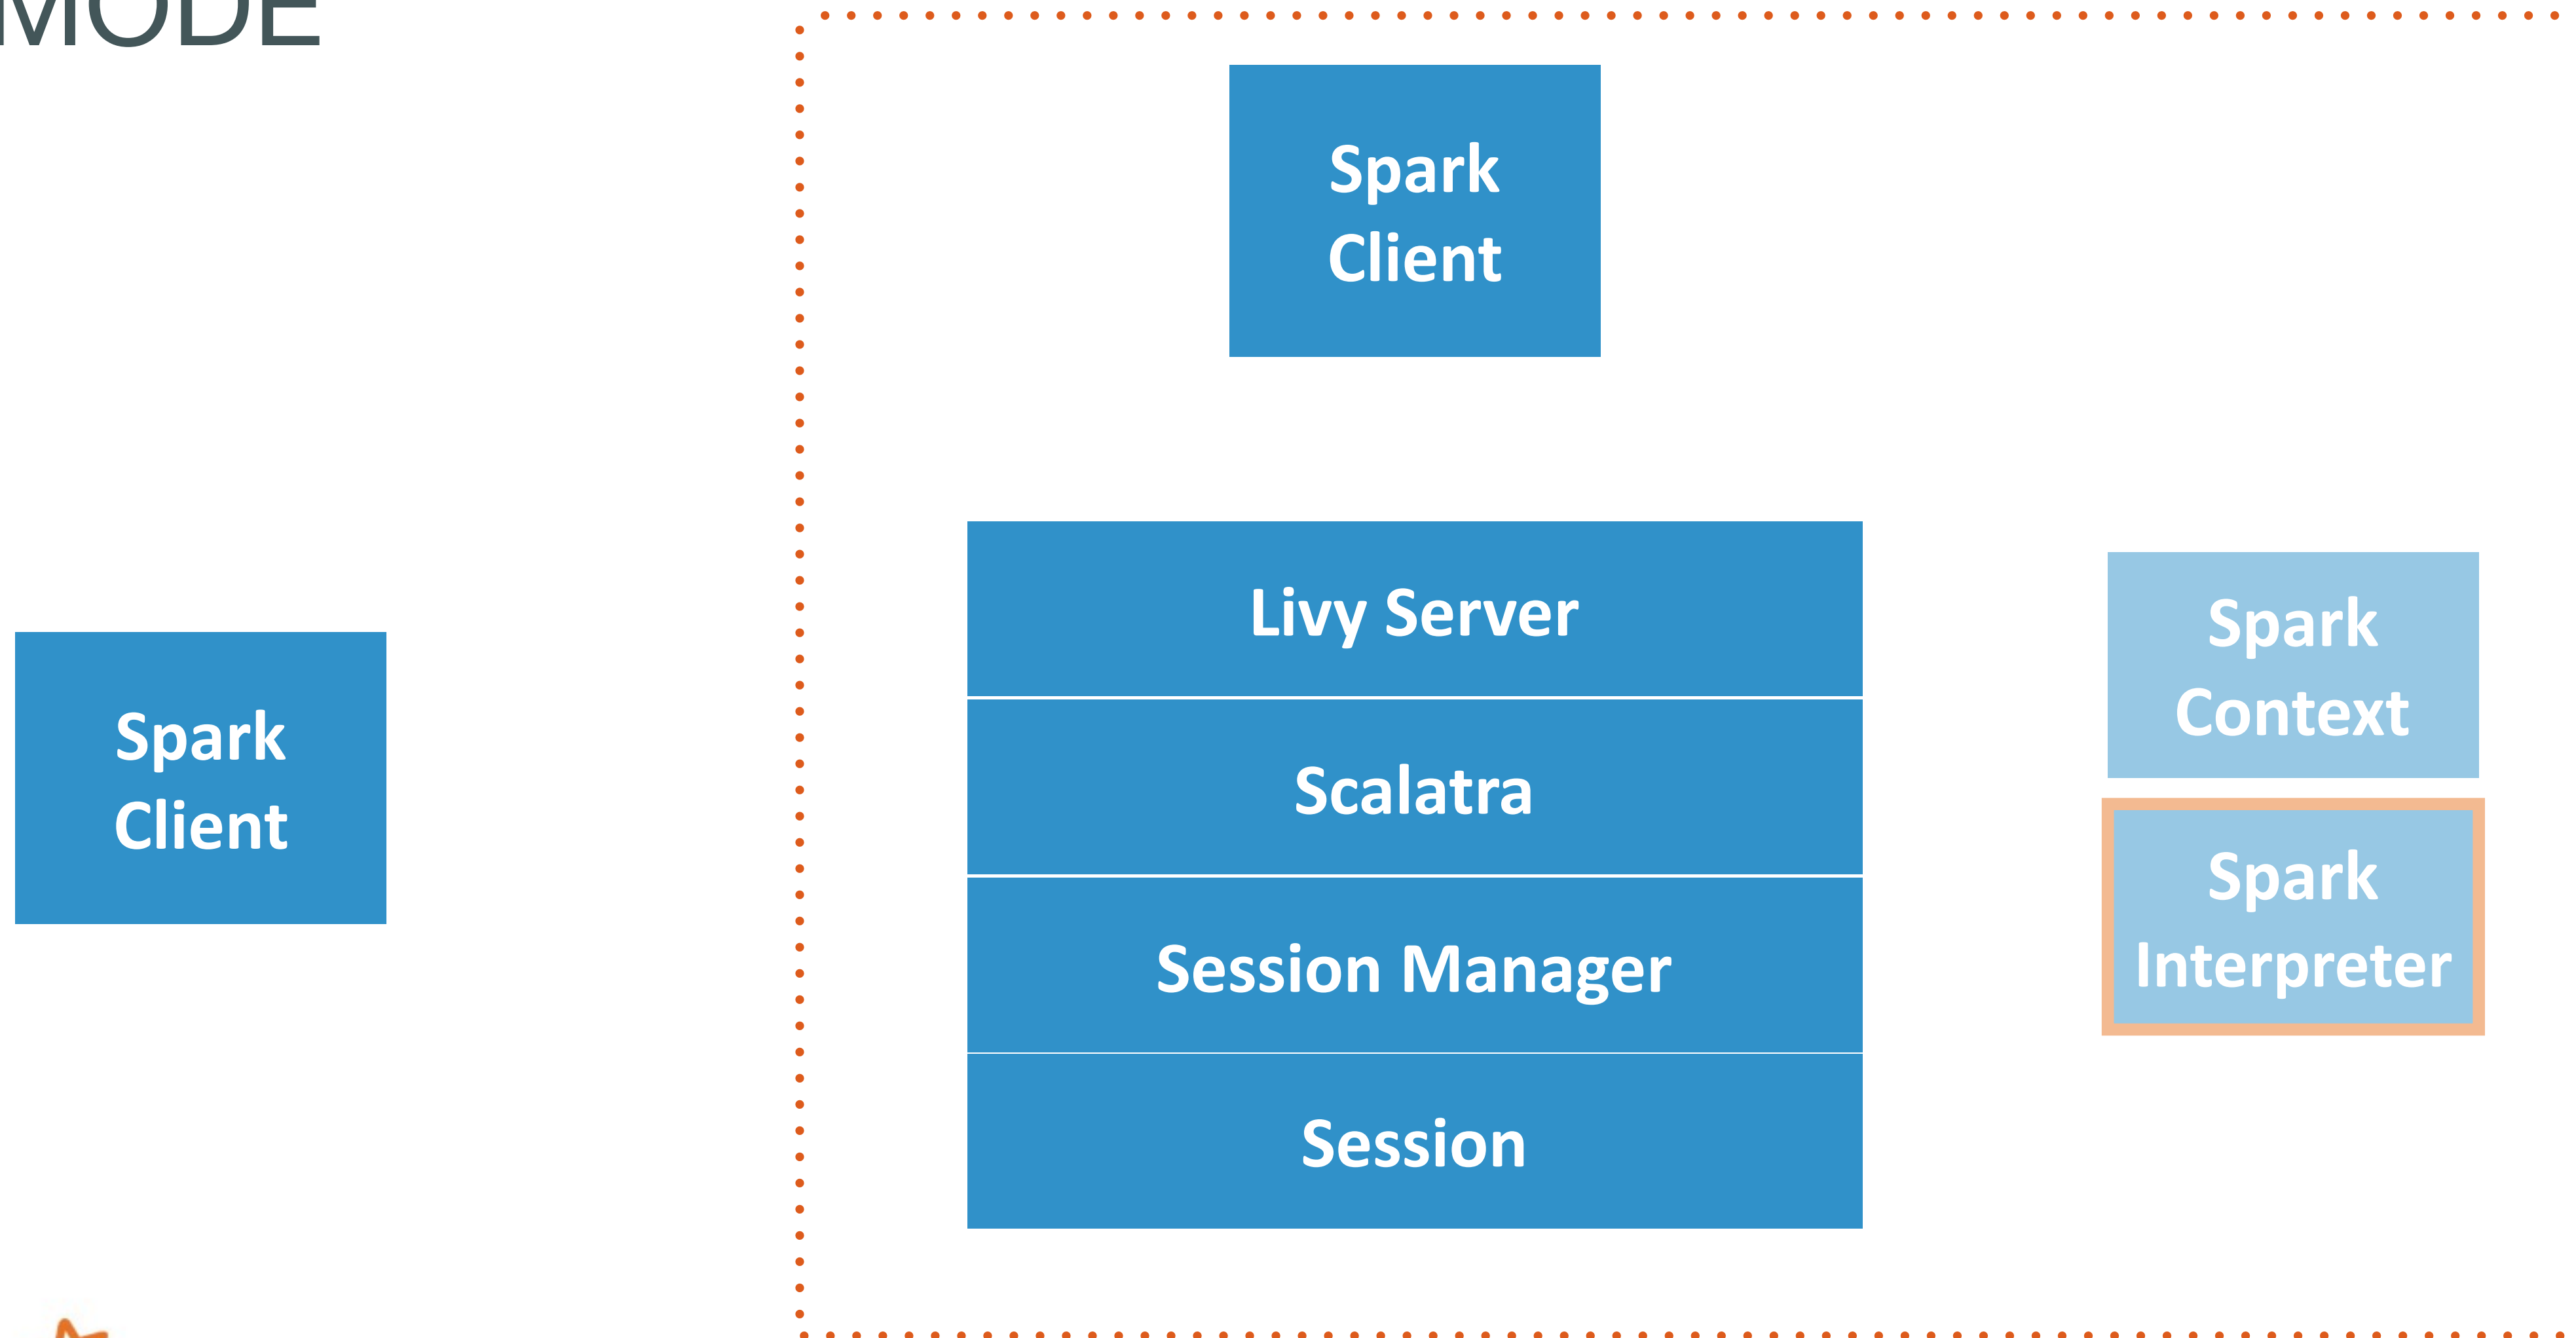 MODE
Spark
Client
Spark
Client
Livy Server
Scalatra
Session Manager
Session
Spark
Context
Spark
Interpreter